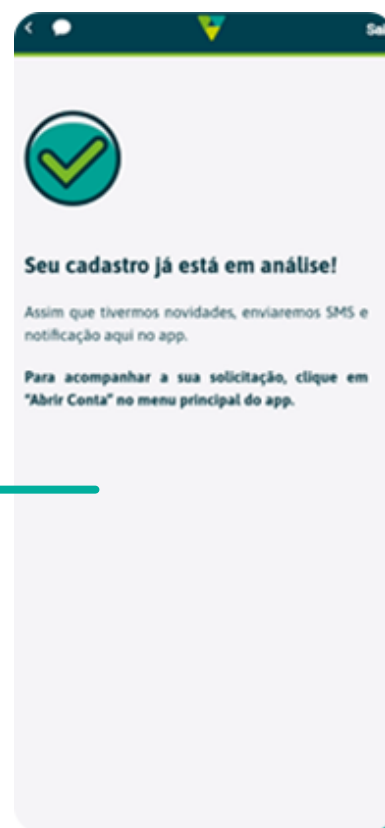 Seu cadastro já está em análise!
Assim que tivermos novidades, enviaremos SMS e
notificação aqui no app.
Para acompanhar a sua solicitação, clique em
"Abrir Conta" no menu principal do app.